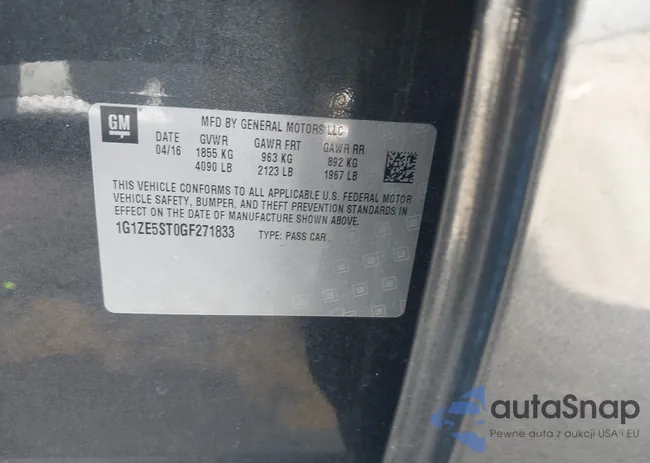 GM
MFD BY GENERAL MOTORS LLC
DATE GVWR GAWR FRT GAWR RR
04/16 1855 KG 963 KG 892 KG
4090 LB 2123 LB 1967 LB
THIS VEHICLE CONFORMS TO ALL APPLICABLE U.S. FEDERAL MOTOR
VEHICLE SAFETY, BUMPER, AND THEFT PREVENTION STANDARDS IN
EFFECT ON THE DATE OF MANUFACTURE SHOWN ABOVE.
1G1ZE5ST0GF271833 TYPE: PASS CAR
autaSnap
Pewne auta z aukcji USA i EU